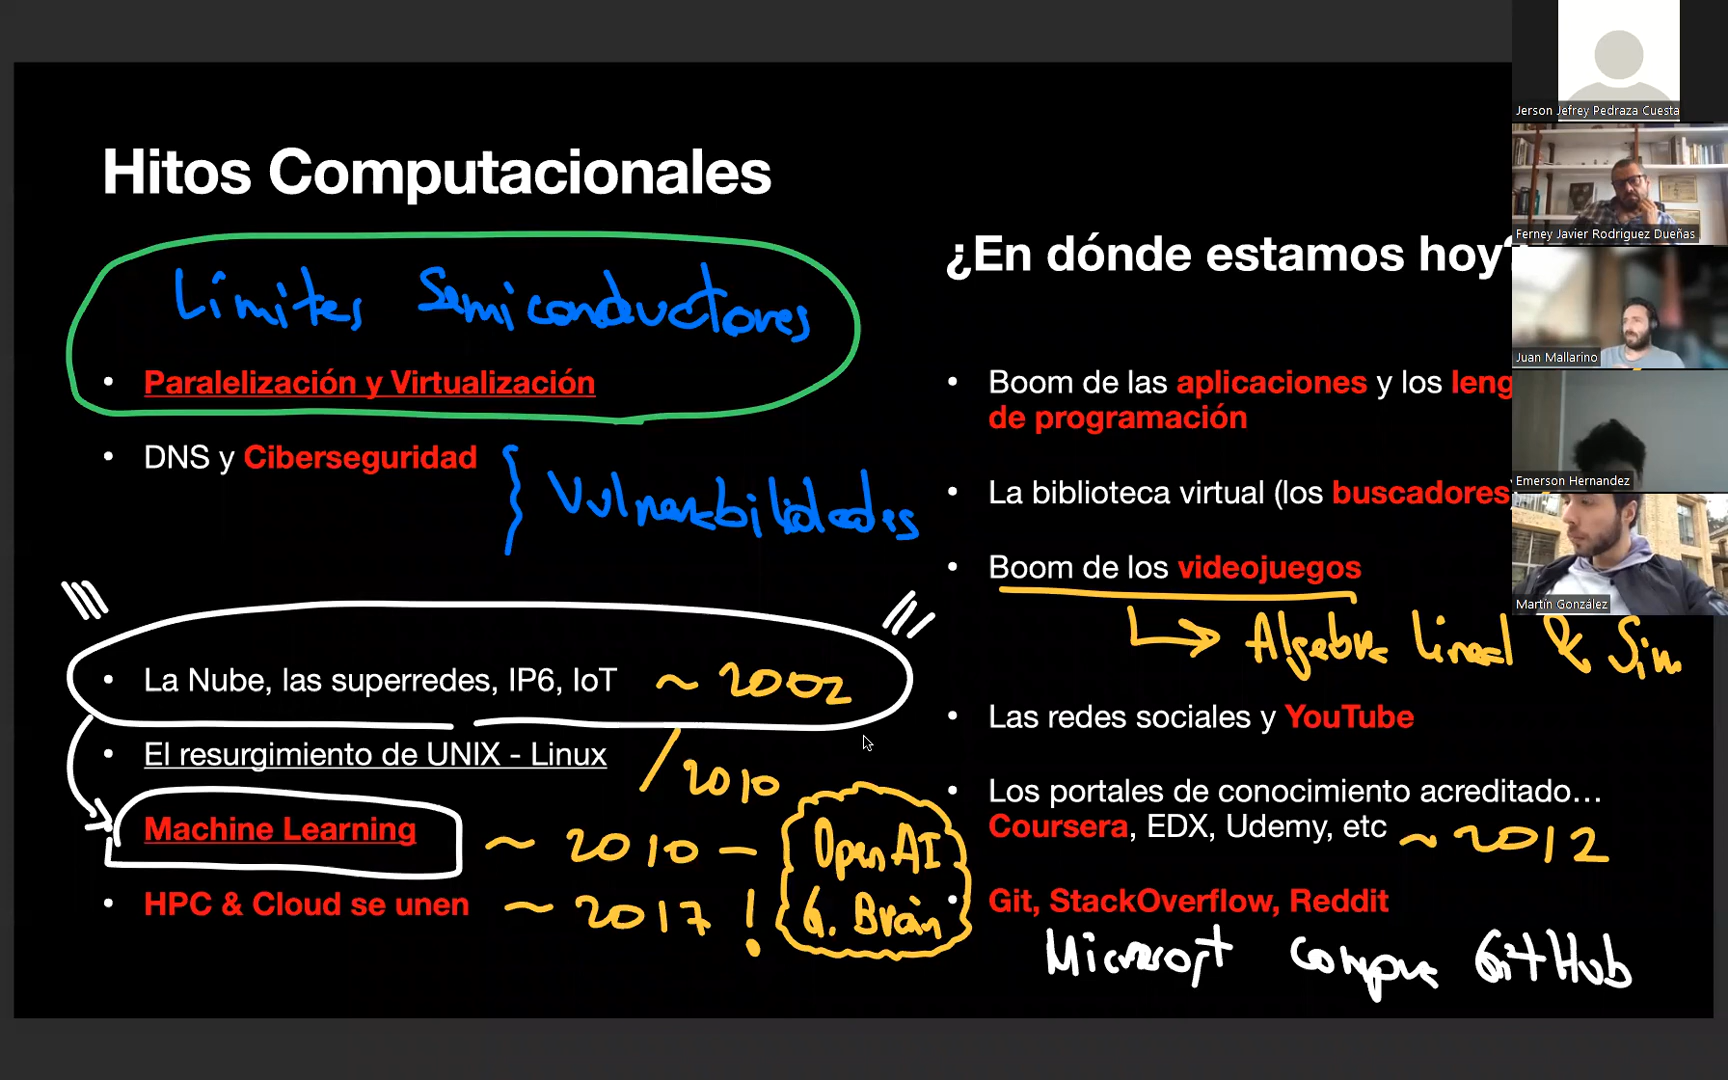 Hitos Computacionales
Límites Semiconductores
• Paralelización y Virtualización
• DNS y Ciberseguridad } Vulnerabilidades
• La Nube, las superredes, IP6, IoT ~ 2002
• El resurgimiento de UNIX - Linux / 2010
• Machine Learning ~ 2010 – OpenAI
• HPC & Cloud se unen ~ 2017 ! G. Brain
¿En dónde estamos hoy?
• Boom de las aplicaciones y los leng
de programación
• La biblioteca virtual (los buscadores)
• Boom de los videojuegos
Algebra Lineal & Sim
• Las redes sociales y YouTube
• Los portales de conocimiento acreditado…
Coursera, EDX, Udemy, etc ~ 2012
• Git, StackOverflow, Reddit
Microsoft compra GitHub
Jerson Jefrey Pedraza Cuesta
Ferney Javier Rodriguez Dueñas
Juan Mallarino
Emerson Hernandez
Martín González